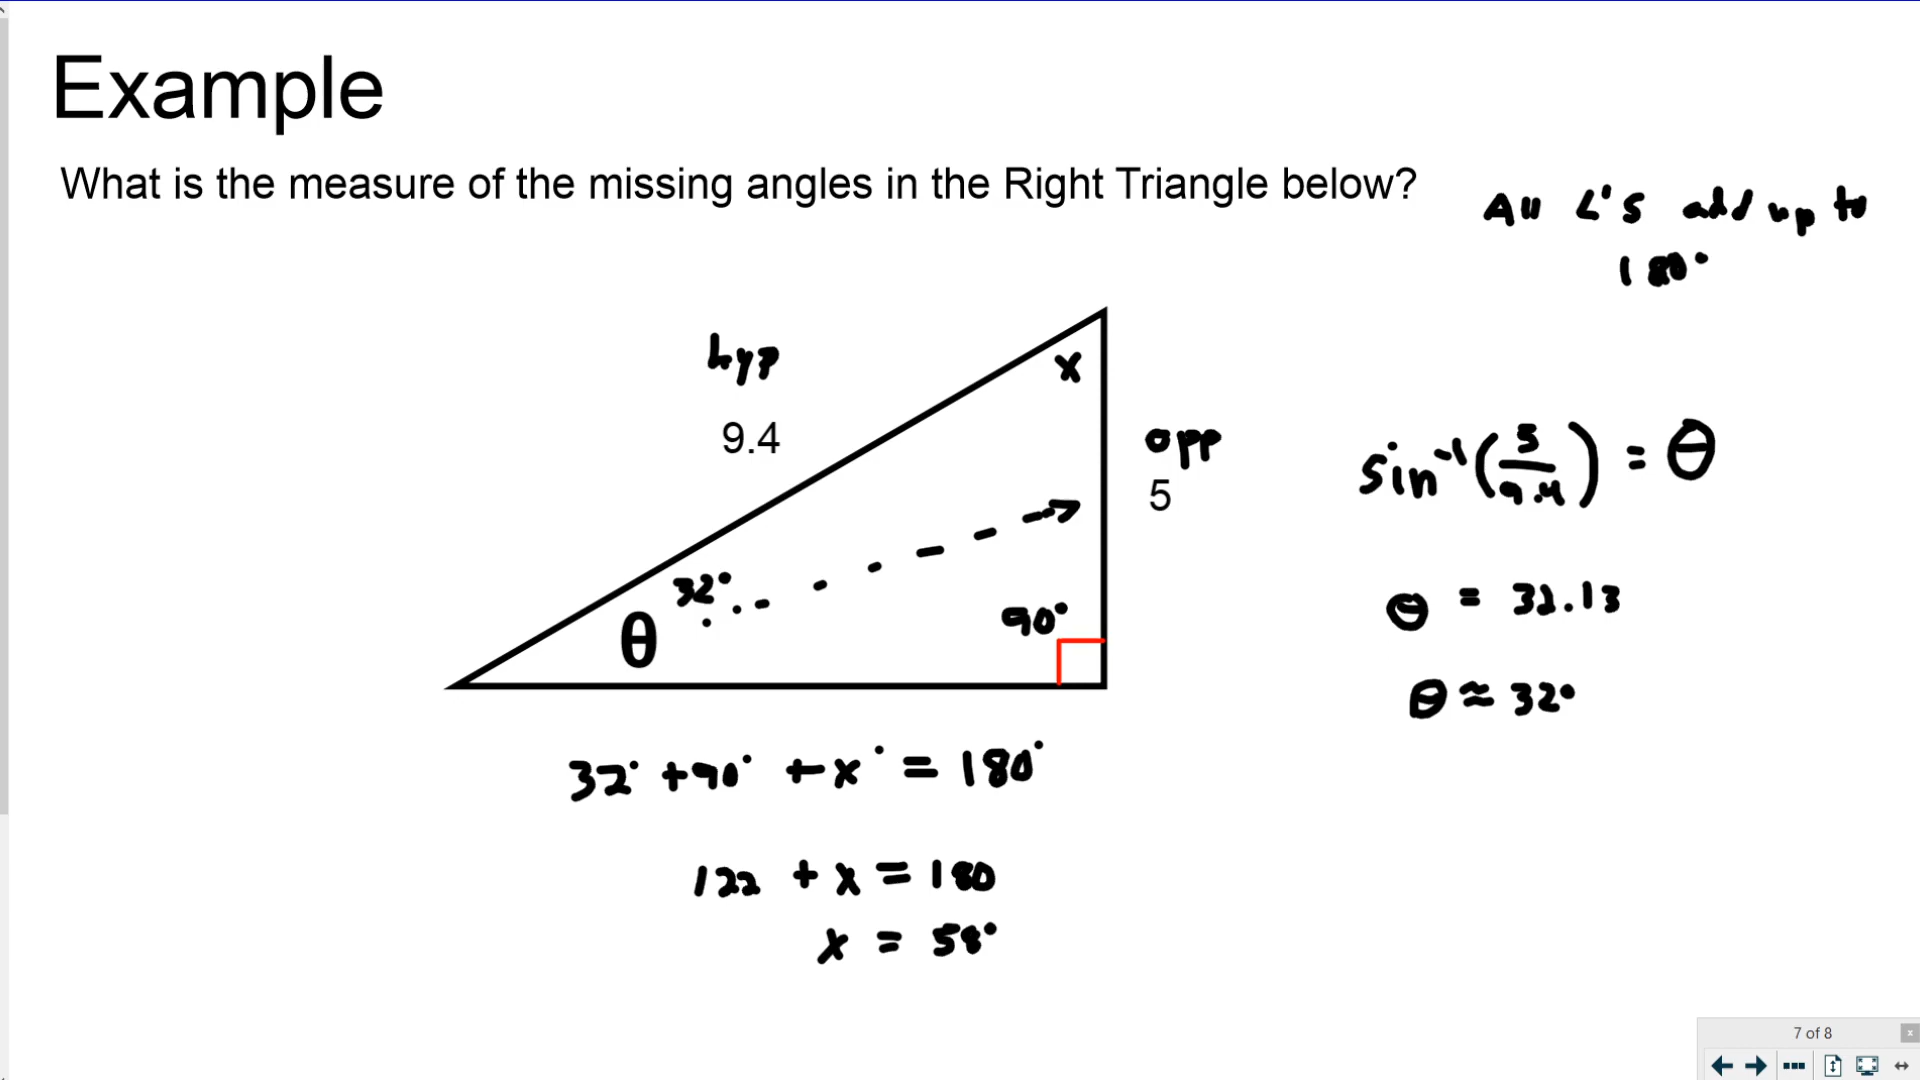 Example
What is the measure of the missing angles in the Right Triangle below?
All ∠'s add up to
180°
hyp
9.4
x
opp
5
sin⁻¹(5/9.4) = θ
32°
θ
90°
θ = 32.13
θ ≈ 32°
32° + 90° + x° = 180°
122 + x = 180
x = 58°
7 of 8